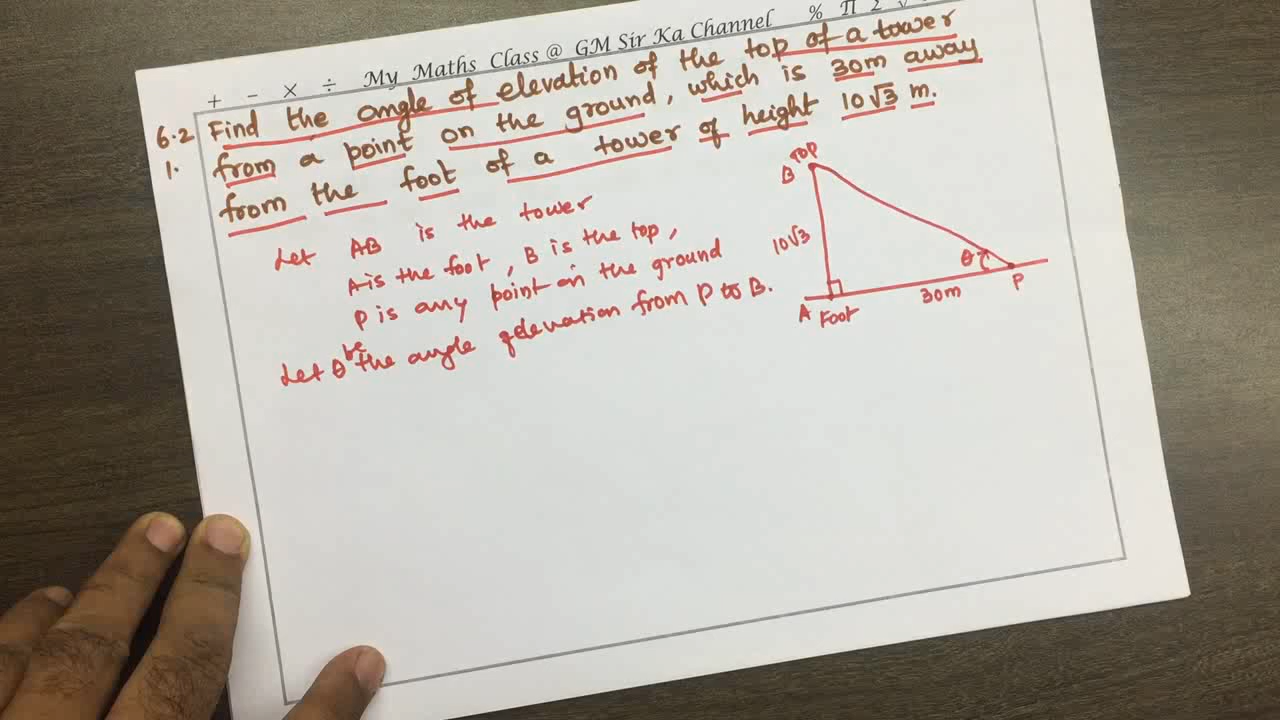 + - × ÷ My Maths Class @ GM Sir Ka Channel % π Σ √
6.2 Find the angle of elevation of the top of a tower
1. from a point on the ground, which is 30m away
from the foot of a tower of height 10√3 m.
Let AB is the tower
A is the foot, B is the top,
P is any point on the ground
Let θ be the angle of elevation from P to B.
TOP
B
10√3
θ
A Foot
30m
P